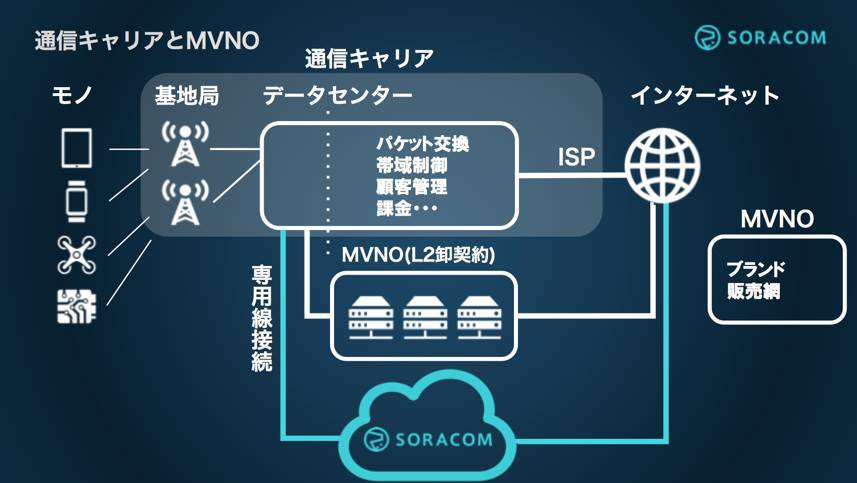 通信キャリアとMVNO
SORACOM
通信キャリア
モノ
基地局
データセンター
インターネット
パケット交換
帯域制御
顧客管理
課金・・・
ISP
MVNO
ブランド
販売網
MVNO(L2卸契約)
専用線接続
SORACOM